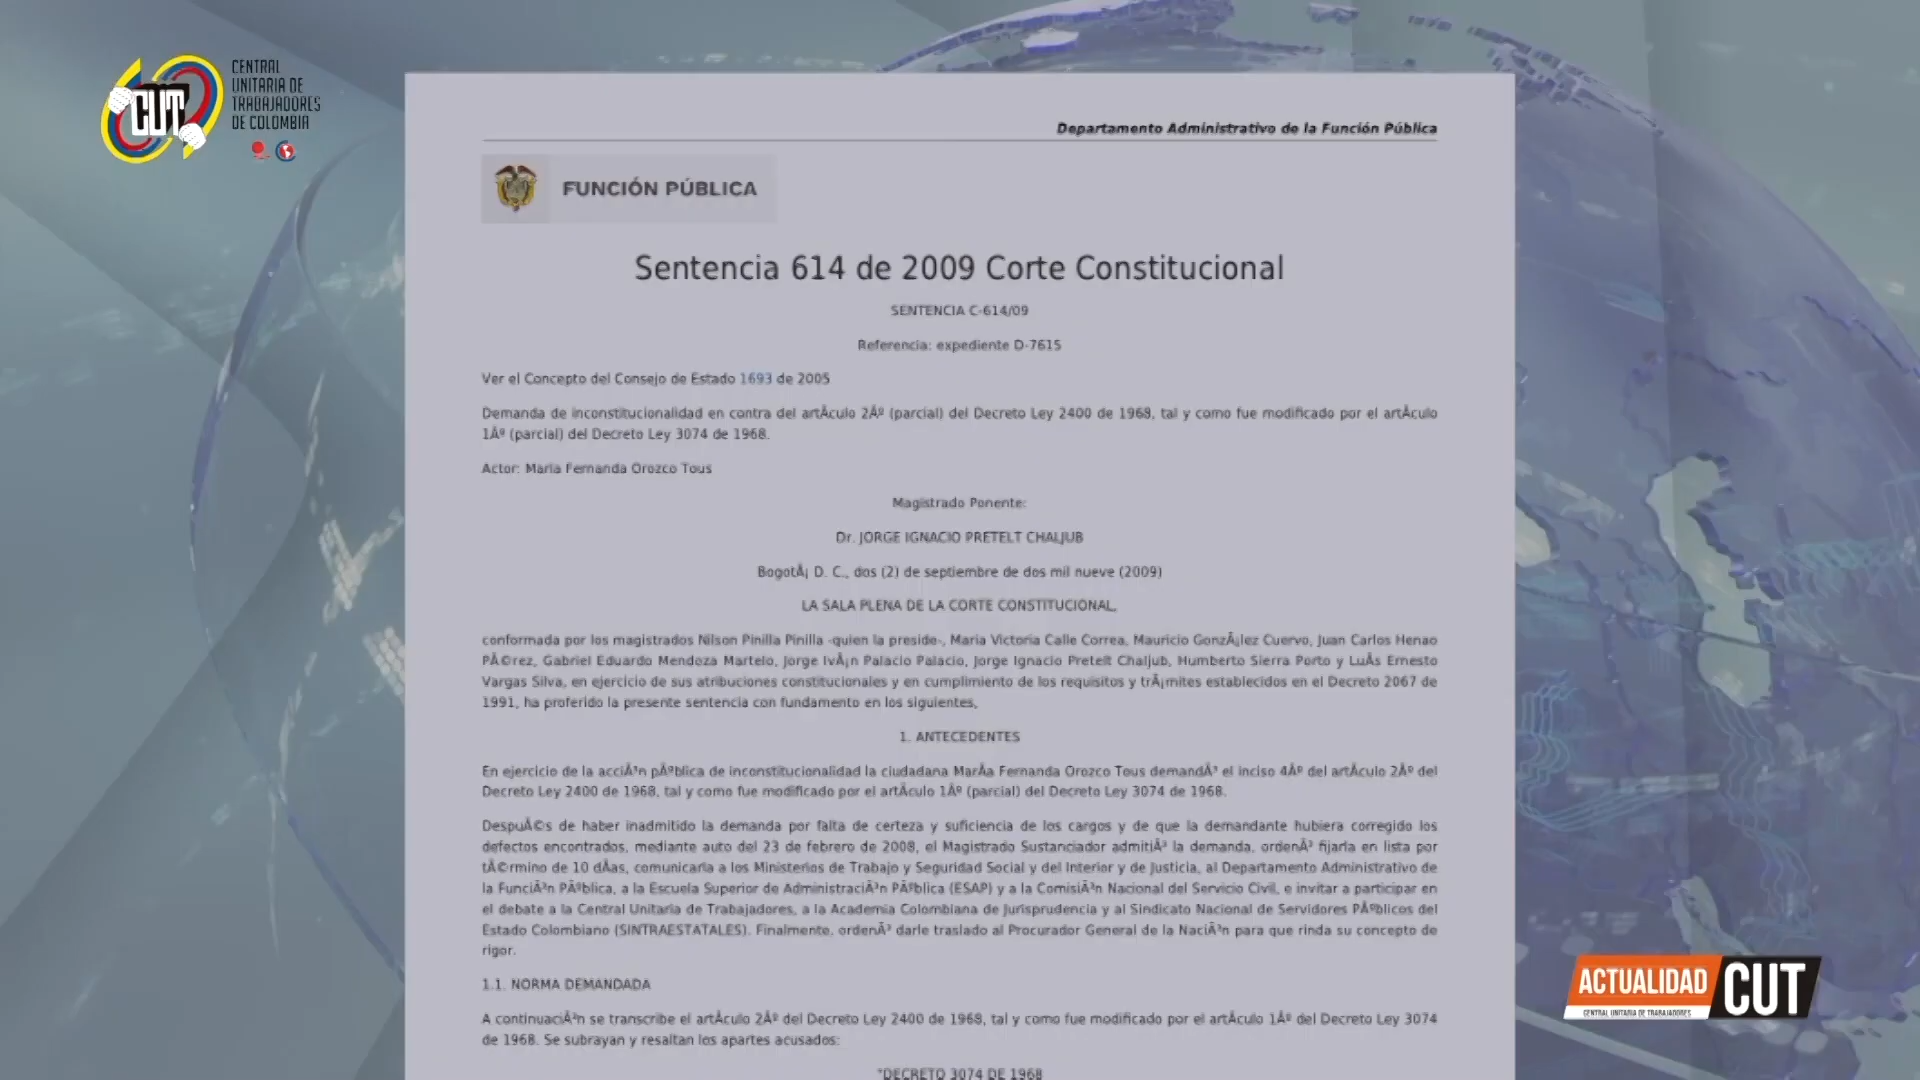 CUT
CENTRAL
UNITARIA DE
TRABAJADORES
DE COLOMBIA
Departamento Administrativo de la Función Pública
FUNCIÓN PÚBLICA
Sentencia 614 de 2009 Corte Constitucional
SENTENCIA C-614/09
Referencia: expediente D-7615
Ver el Concepto del Consejo de Estado 1693 de 2005
Demanda de inconstitucionalidad en contra del artÃculo 2Âº (parcial) del Decreto Ley 2400 de 1968, tal y como fue modificado por el artÃculo
1Âº (parcial) del Decreto Ley 3074 de 1968.
Actor: Maria Fernanda Orozco Tous
Magistrado Ponente:
Dr. JORGE IGNACIO PRETELT CHALJUB
BogotÃ¡ D. C., dos (2) de septiembre de dos mil nueve (2009)
LA SALA PLENA DE LA CORTE CONSTITUCIONAL,
conformada por los magistrados Nilson Pinilla Pinilla -quien la preside-, Maria Victoria Calle Correa, Mauricio GonzÃ¡lez Cuervo, Juan Carlos Henao
PÃ©rez, Gabriel Eduardo Mendoza Martelo, Jorge IvÃ¡n Palacio Palacio, Jorge Ignacio Pretelt Chaljub, Humberto Sierra Porto y LuÃs Ernesto
Vargas Silva, en ejercicio de sus atribuciones constitucionales y en cumplimiento de los requisitos y trÃ¡mites establecidos en el Decreto 2067 de
1991, ha proferido la presente sentencia con fundamento en los siguientes,
1. ANTECEDENTES
En ejercicio de la acciÃ³n pÃºblica de inconstitucionalidad la ciudadana MarÃa Fernanda Orozco Tous demandÃ³ el inciso 4Âº del artÃculo 2Âº del
Decreto Ley 2400 de 1968, tal y como fue modificado por el artÃculo 1Âº (parcial) del Decreto Ley 3074 de 1968.
DespuÃ©s de haber inadmitido la demanda por falta de certeza y suficiencia de los cargos y de que la demandante hubiera corregido los
defectos encontrados, mediante auto del 23 de febrero de 2008, el Magistrado Sustanciador admitiÃ³ la demanda, ordenÃ³ fijarla en lista por
tÃ©rmino de 10 dÃas, comunicarla a los Ministerios de Trabajo y Seguridad Social y del Interior y de Justicia, al Departamento Administrativo de
la FunciÃ³n PÃºblica, a la Escuela Superior de AdministraciÃ³n PÃºblica (ESAP) y a la ComisiÃ³n Nacional del Servicio Civil, e invitar a participar en
el debate a la Central Unitaria de Trabajadores, a la Academia Colombiana de Jurisprudencia y al Sindicato Nacional de Servidores PÃºblicos del
Estado Colombiano (SINTRAESTATALES). Finalmente, ordenÃ³ darle traslado al Procurador General de la NaciÃ³n para que rinda su concepto de
rigor.
1.1. NORMA DEMANDADA
A continuaciÃ³n se transcribe el artÃculo 2Âº del Decreto Ley 2400 de 1968, tal y como fue modificado por el artÃculo 1Âº del Decreto Ley 3074
de 1968. Se subrayan y resaltan los apartes acusados:
"DECRETO 3074 DE 1968
ACTUALIDAD CUT
CENTRAL UNITARIA DE TRABAJADORES